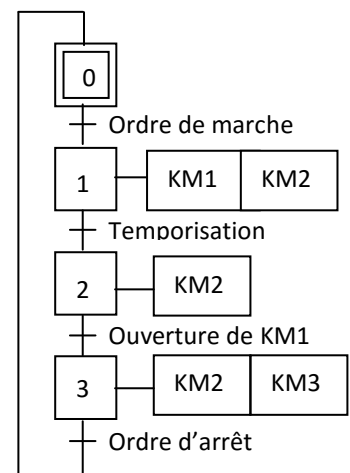 0
Ordre de marche
1 KM1 KM2
Temporisation
2 KM2
Ouverture de KM1
3 KM2 KM3
Ordre d'arrêt